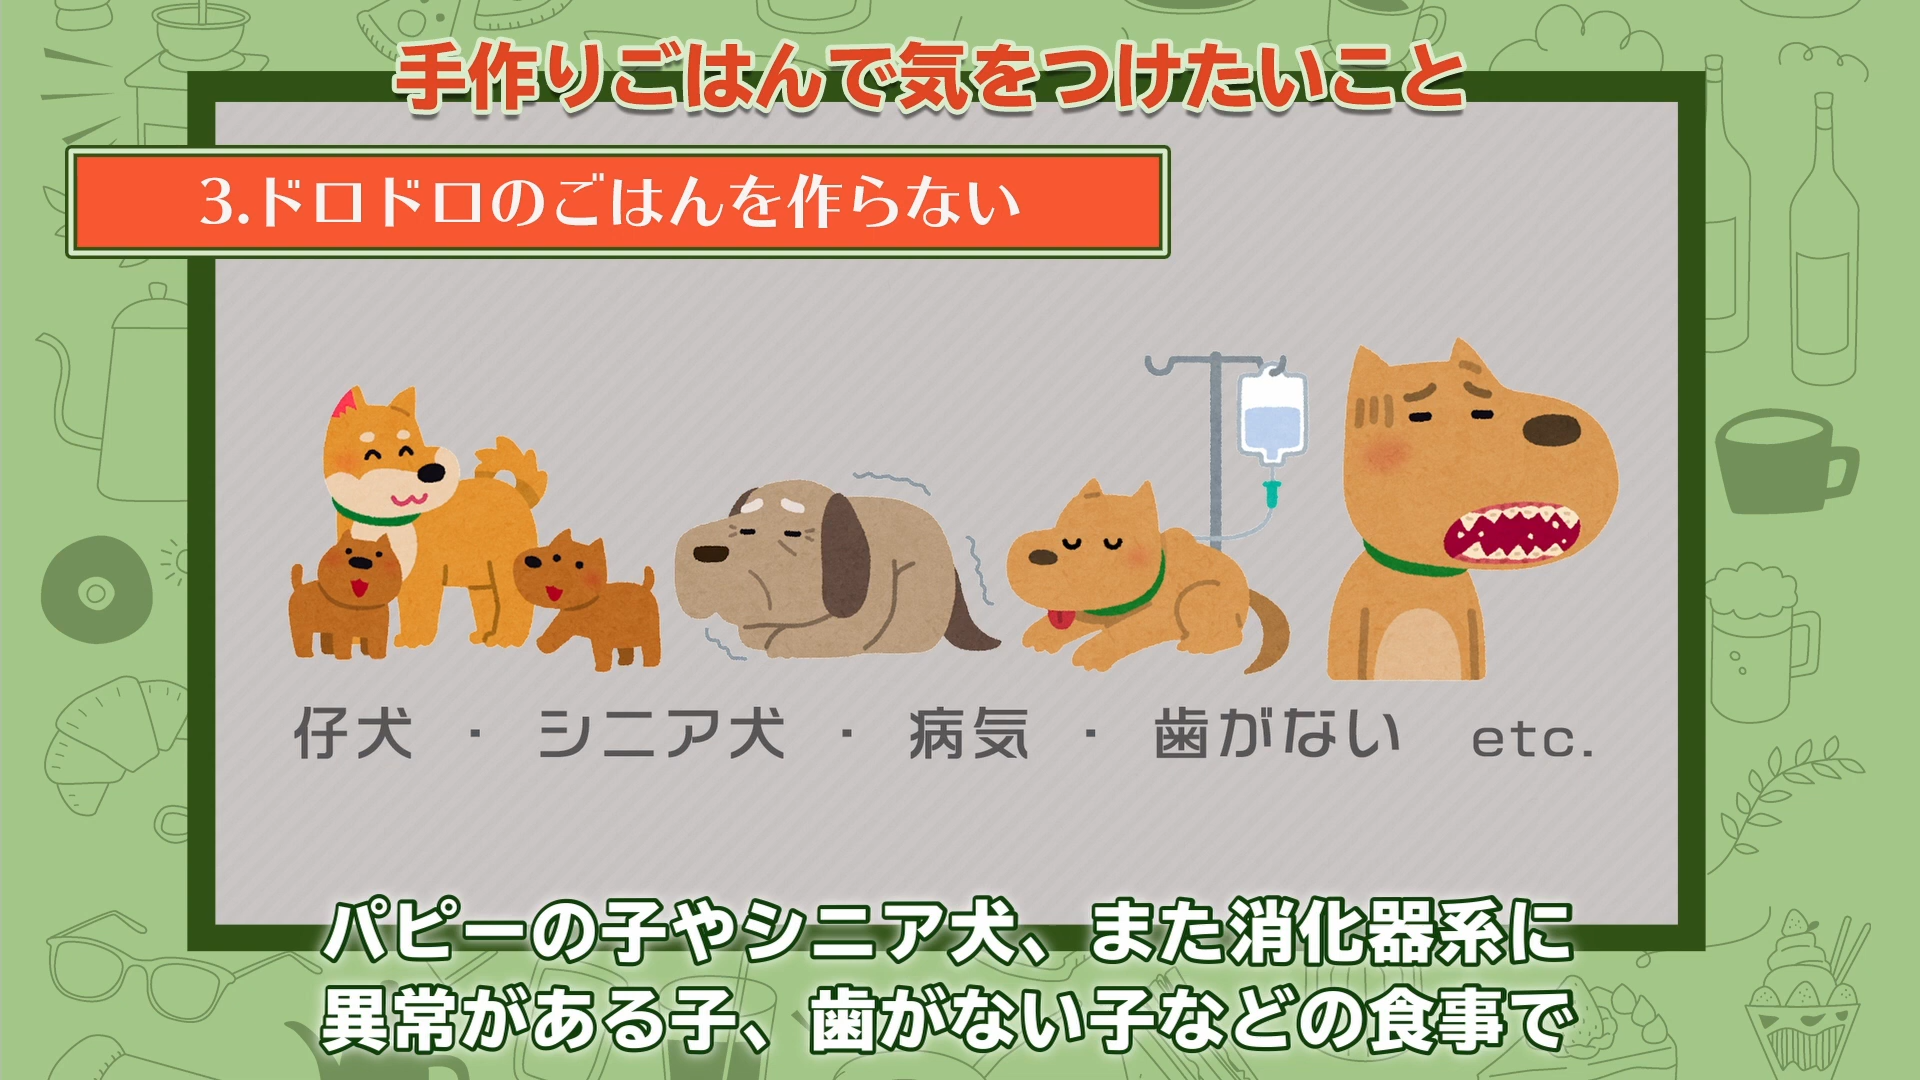 手作りごはんで気をつけたいこと
3.ドロドロのごはんを作らない
仔犬 ・ シニア犬 ・ 病気 ・ 歯がない etc.
パピーの子やシニア犬、また消化器系に
異常がある子、歯がない子などの食事で